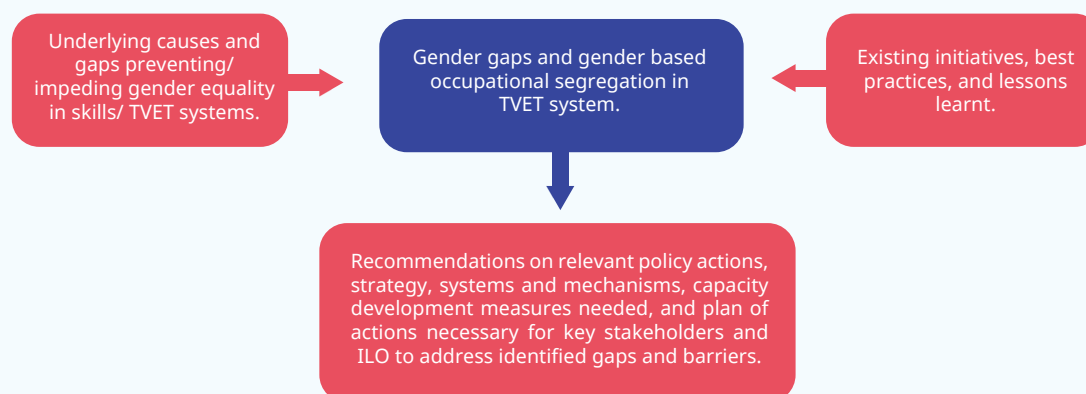 Underlying causes and
gaps preventing/
impeding gender equality
in skills/ TVET systems.
Gender gaps and gender based
occupational segregation in
TVET system.
Existing initiatives, best
practices, and lessons
learnt.
Recommendations on relevant policy actions,
strategy, systems and mechanisms, capacity
development measures needed, and plan of
actions necessary for key stakeholders and
ILO to address identified gaps and barriers.